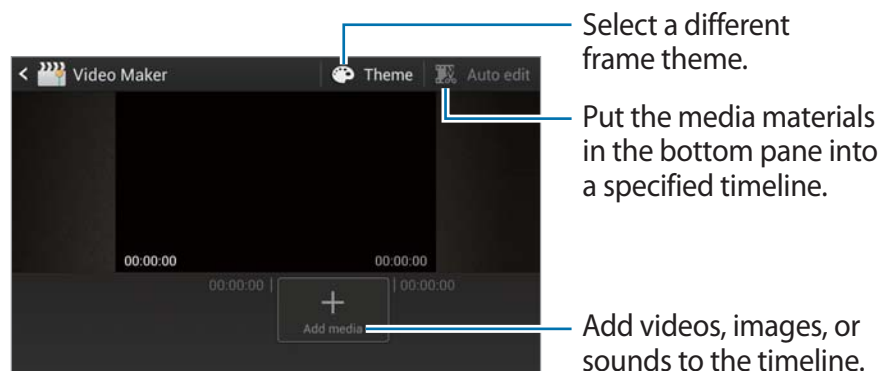 Select a different
frame theme.
< Video Maker
Theme
Auto edit
Put the media materials
in the bottom pane into
a specified timeline.
00:00:00
00:00:00
00:00:00
00:00:00
Add media
Add videos, images, or
sounds to the timeline.